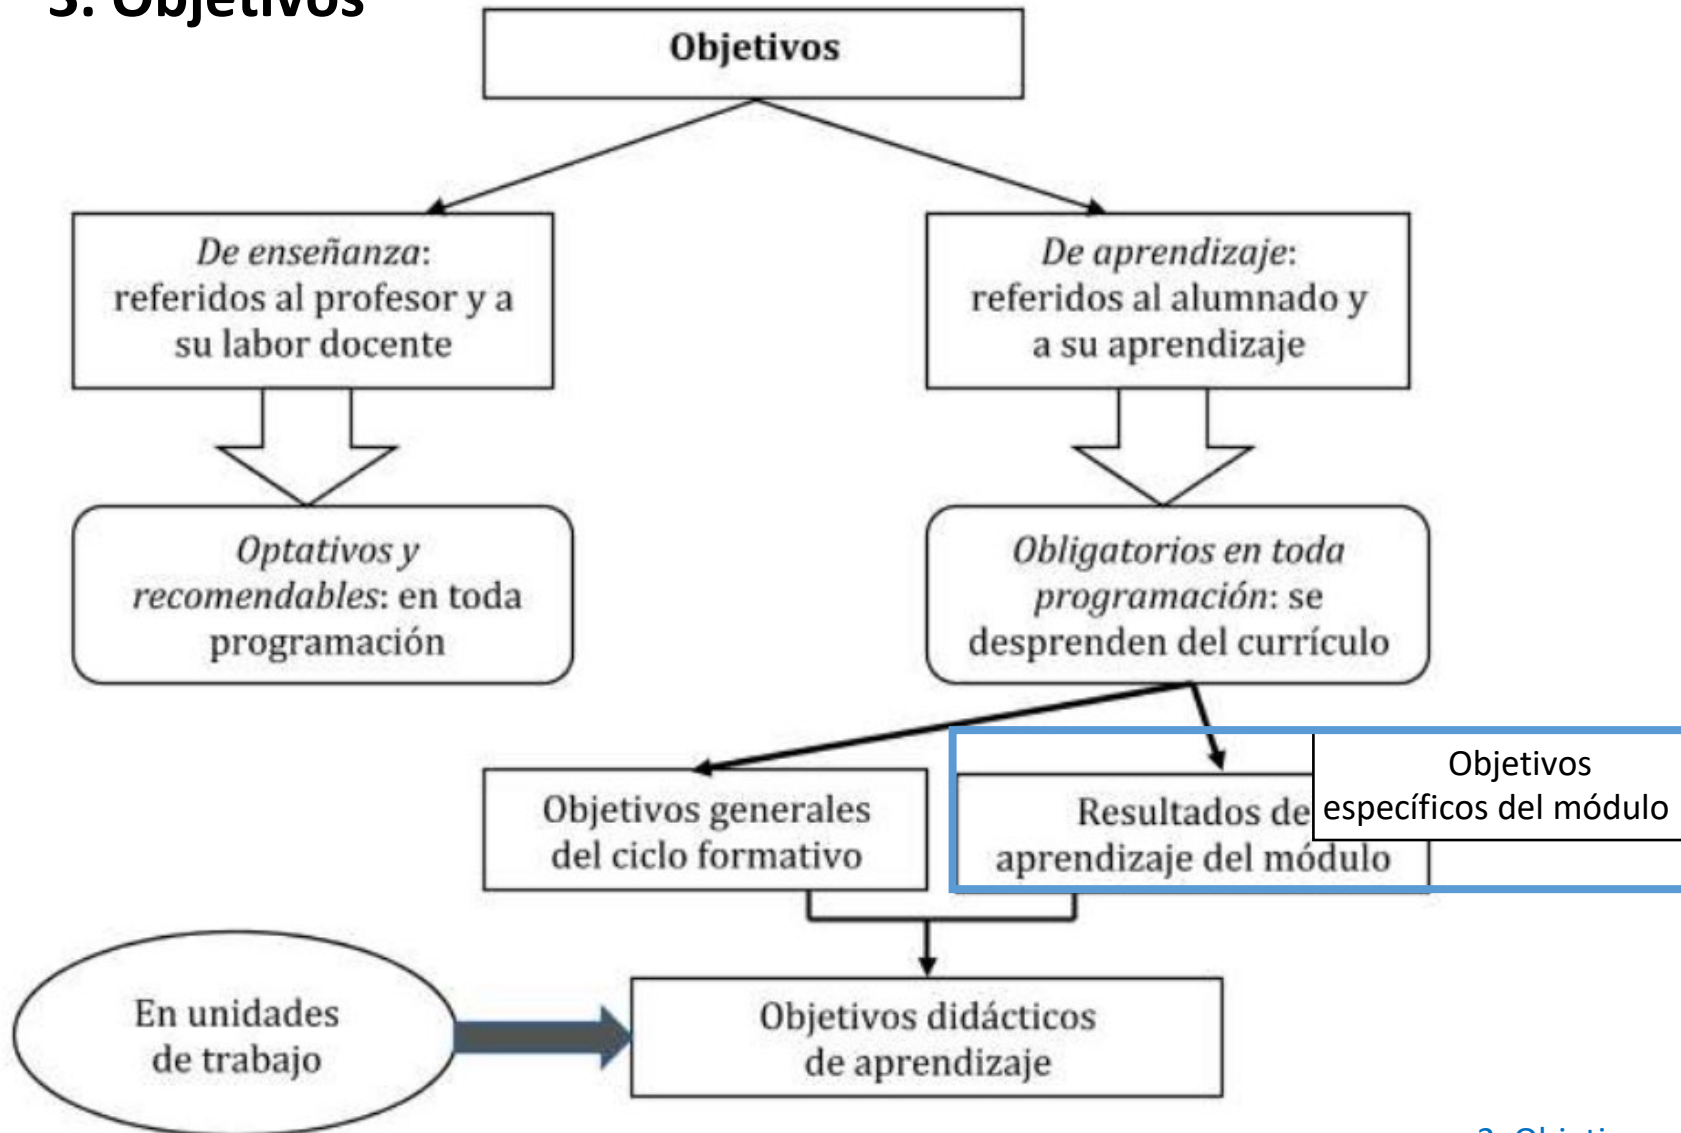 3. Objetivos
Objetivos
De enseñanza:
referidos al profesor y a
su labor docente
De aprendizaje:
referidos al alumnado y
a su aprendizaje
Optativos y
recomendables: en toda
programación
Obligatorios en toda
programación: se
desprenden del currículo
Objetivos generales
del ciclo formativo
Resultados de
aprendizaje del módulo
Objetivos
específicos del módulo
En unidades
de trabajo
Objetivos didácticos
de aprendizaje